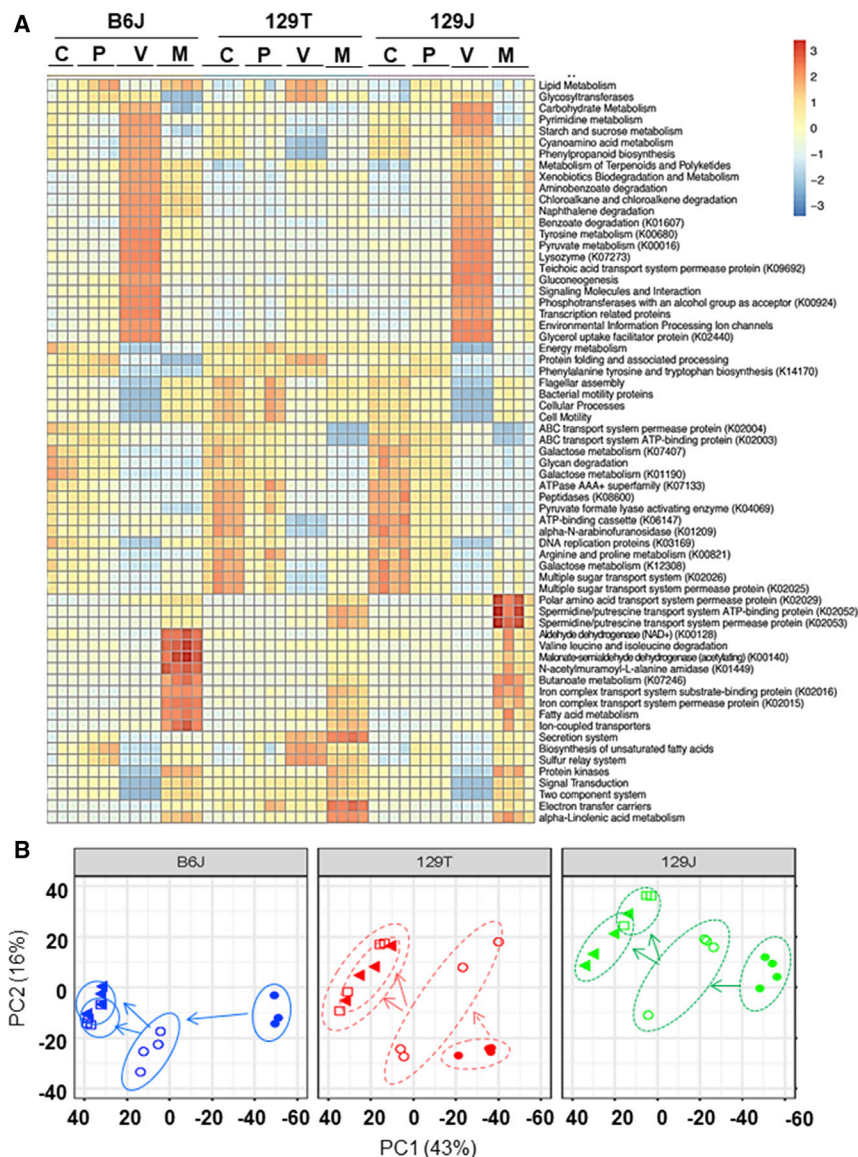 A
B6J 129T 129J
C P V M C P V M C P V M
3
2
1
0
-1
-2
-3
Lipid Metabolism
Glycosyltransferases
Carbohydrate Metabolism
Pyrimidine metabolism
Starch and sucrose metabolism
Cyanoamino acid metabolism
Phenylpropanoid biosynthesis
Metabolism of Terpenoids and Polyketides
Xenobiotics Biodegradation and Metabolism
Aminobenzoate degradation
Chloroalkane and chloroalkene degradation
Naphthalene degradation
Benzoate degradation (K01607)
Tyrosine metabolism (K00680)
Pyruvate metabolism (K00016)
Lysozyme (K07273)
Teichoic acid transport system permease protein (K09692)
Gluconeogenesis
Signaling Molecules and Interaction
Phosphotransferases with an alcohol group as acceptor (K00924)
Transcription related proteins
Environmental Information Processing Ion channels
Glycerol uptake facilitator protein (K02440)
Energy metabolism
Protein folding and associated processing
Phenylalanine tyrosine and tryptophan biosynthesis (K14170)
Flagellar assembly
Bacterial motility proteins
Cellular Processes
Cell Motility
ABC transport system permease protein (K02004)
ABC transport system ATP-binding protein (K02003)
Galactose metabolism (K07407)
Glycan degradation
Galactose metabolism (K01190)
ATPase AAA+ superfamily (K07133)
Peptidases (K08600)
Pyruvate formate lyase activating enzyme (K04069)
ATP-binding cassette (K06147)
alpha-N-arabinofuranosidase (K01209)
DNA replication proteins (K03169)
Arginine and proline metabolism (K00821)
Galactose metabolism (K12308)
Multiple sugar transport system (K02026)
Multiple sugar transport system permease protein (K02025)
Polar amino acid transport system permease protein (K02029)
Spermidine/putrescine transport system ATP-binding protein (K02052)
Spermidine/putrescine transport system permease protein (K02053)
Aldehyde dehydrogenase (NAD+) (K00128)
Valine leucine and isoleucine degradation
Malonate-semialdehyde dehydrogenase (acetylating) (K00140)
N-acetylmuramoyl-L-alanine amidase (K01449)
Butanoate metabolism (K07246)
Iron complex transport system substrate-binding protein (K02016)
Iron complex transport system permease protein (K02015)
Fatty acid metabolism
Ion-coupled transporters
Secretion system
Biosynthesis of unsaturated fatty acids
Sulfur relay system
Protein kinases
Signal Transduction
Two component system
Electron transfer carriers
alpha-Linolenic acid metabolism
B
B6J 129T 129J
40
20
0
-20
-40
PC2 (16%)
40 20 0 -20 -40 -60 40 20 0 -20 -40 -60 40 20 0 -20 -40 -60
PC1 (43%)